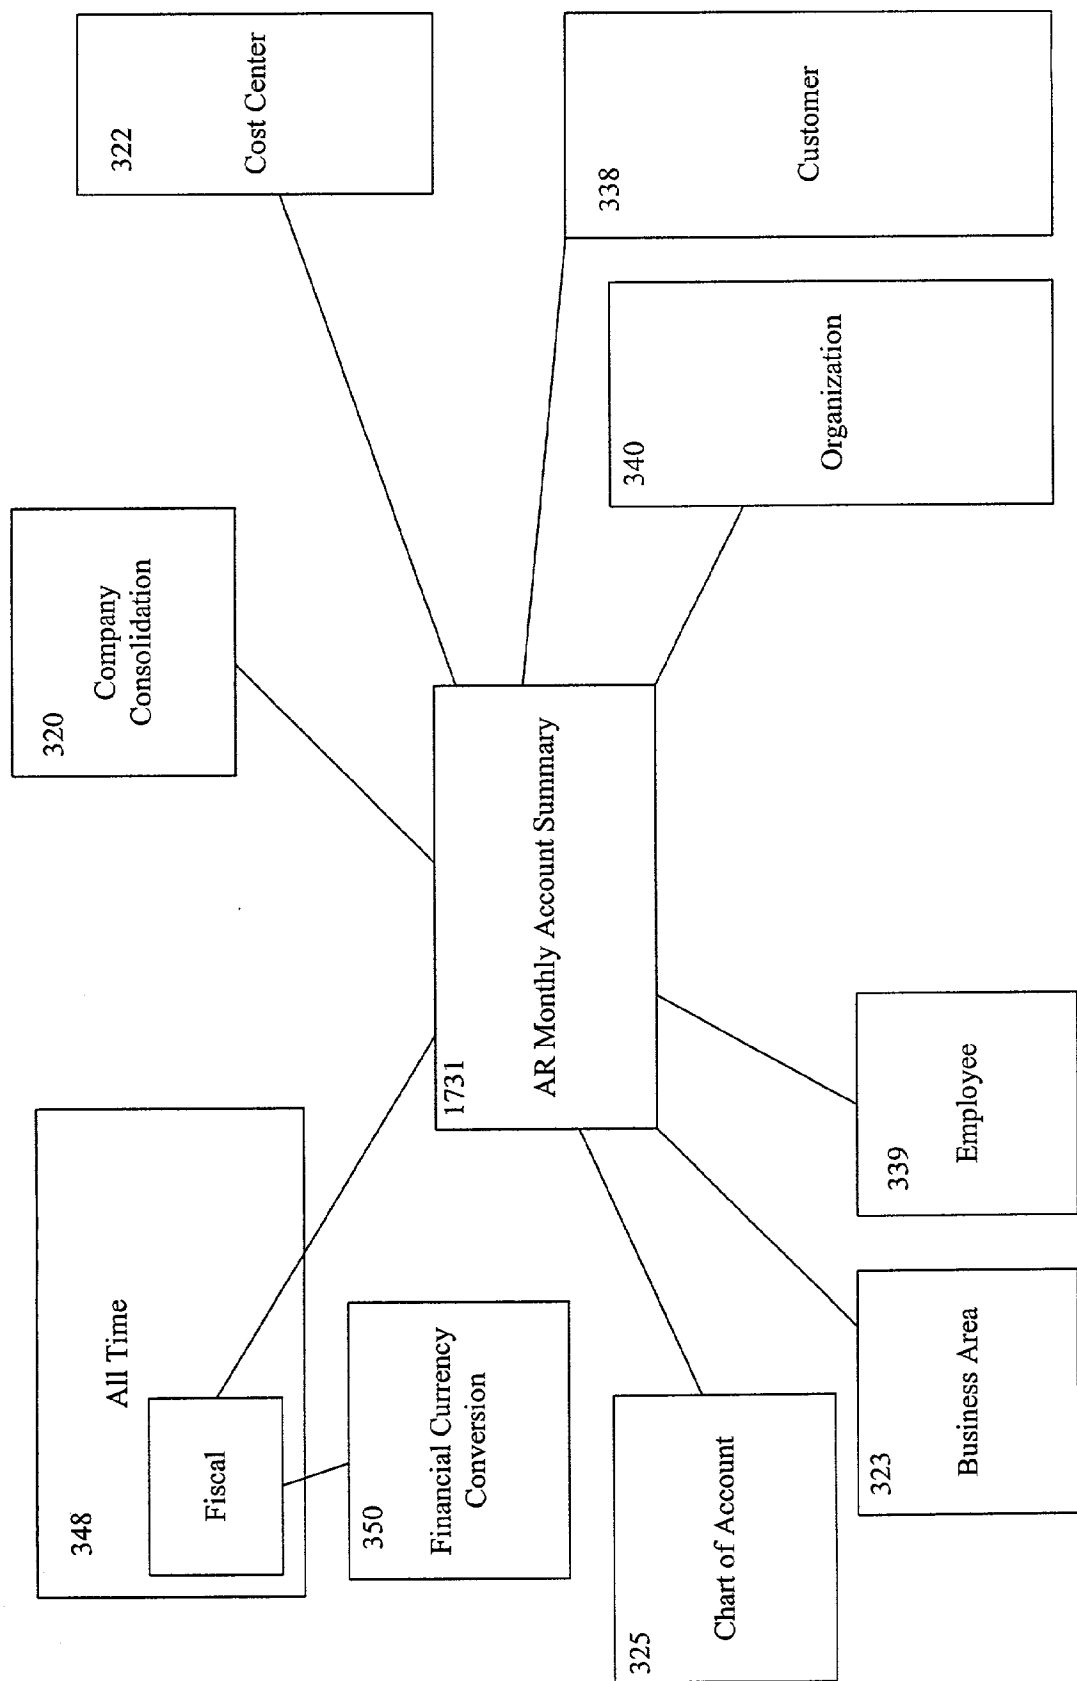 348
All Time
Fiscal
350
Financial Currency
Conversion
320
Company
Consolidation
322
Cost Center
1731
AR Monthly Account Summary
325
Chart of Account
323
Business Area
339
Employee
340
Organization
338
Customer